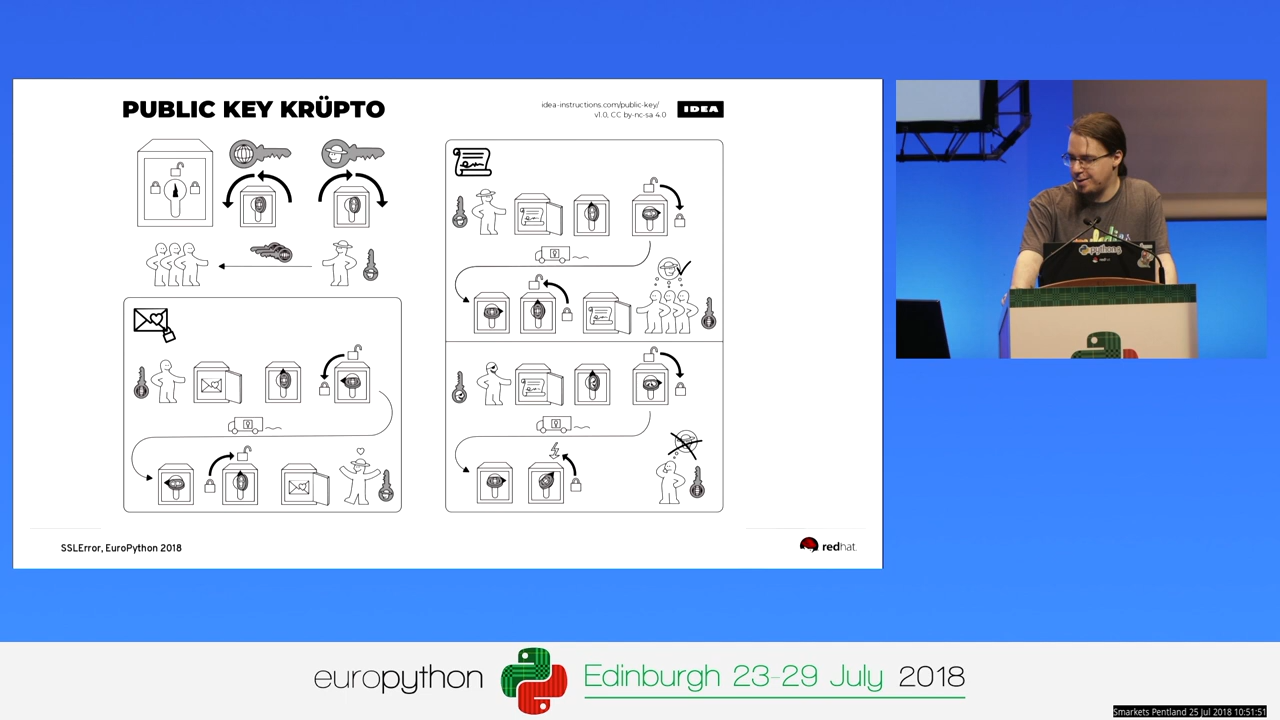 PUBLIC KEY KRÜPTO
idea-instructions.com/public-key/
v1.0, CC by-nc-sa 4.0
IDEA
SSLError, EuroPython 2018
redhat.
europython
Edinburgh 23-29 July 2018
Smarkets Pentland 25 Jul 2018 10:51:51